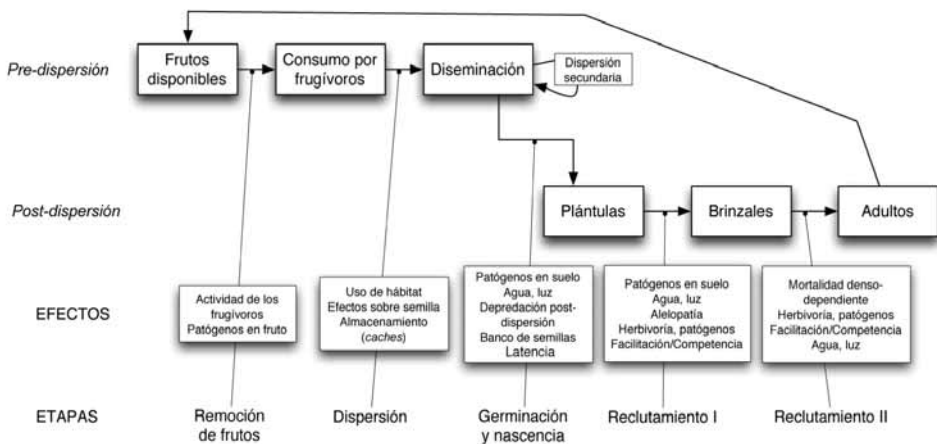 Pre-dispersión
Frutos
disponibles
Consumo por
frugívoros
Diseminación
Dispersión
secundaria
Post-dispersión
Plántulas
Brinzales
Adultos
EFECTOS
Actividad de los
frugívoros
Patógenos en fruto
Uso de hábitat
Efectos sobre semilla
Almacenamiento
(caches)
Patógenos en suelo
Agua, luz
Depredación post-
dispersión
Banco de semillas
Latencia
Patógenos en suelo
Agua, luz
Alelopatía
Herbivoría, patógenos
Facilitación/Competencia
Mortalidad denso-
dependiente
Herbivoría, patógenos
Facilitación/Competencia
Agua, luz
ETAPAS
Remoción
de frutos
Dispersión
Germinación
y nascencia
Reclutamiento I
Reclutamiento II